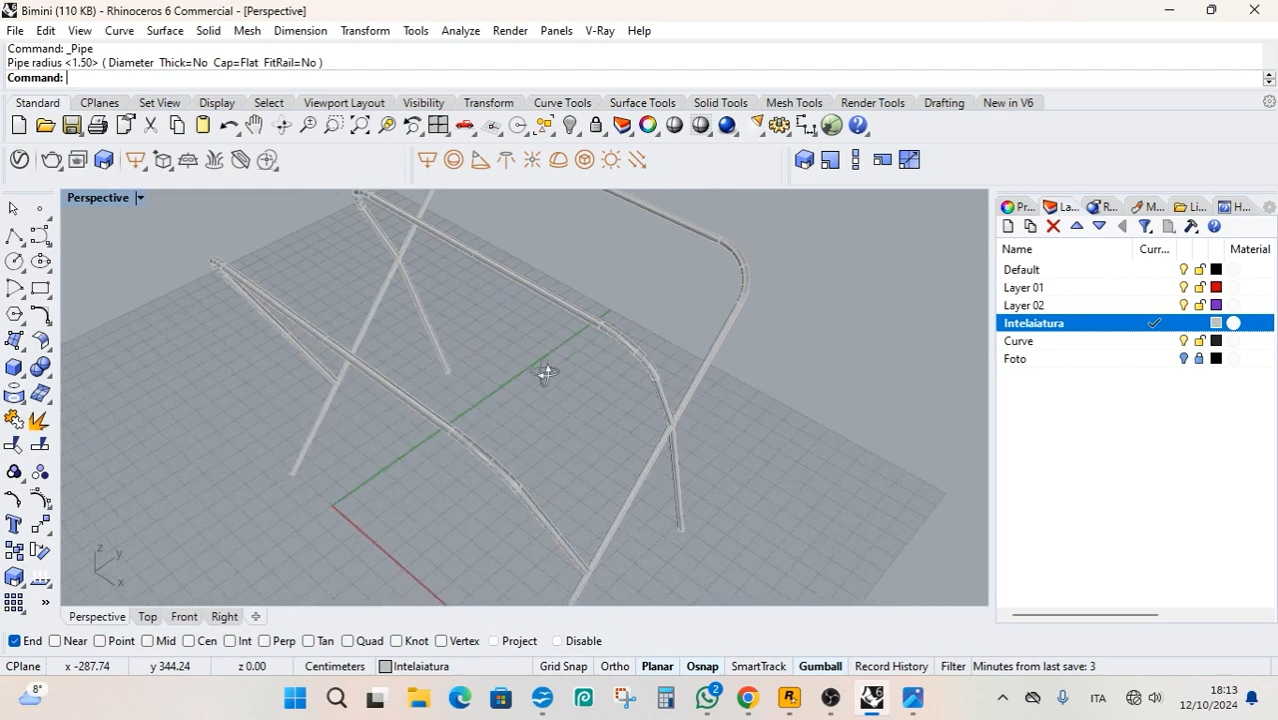 Bimini (110 KB) - Rhinoceros 6 Commercial - [Perspective]
File Edit View Curve Surface Solid Mesh Dimension Transform Tools Analyze Render Panels V-Ray Help
Command: _Pipe
Pipe radius <1.50> ( Diameter Thick=No Cap=Flat FitRail=No )
Command:
Standard CPlanes Set View Display Select Viewport Layout Visibility Transform Curve Tools Surface Tools Solid Tools Mesh Tools Render Tools Drafting New in V6
Perspective
Pr... La... R... M... Li... H...
Name Curr... Material
Default
Layer 01
Layer 02
Intelaiatura
Curve
Foto
z y x
Perspective Top Front Right
End Near Point Mid Cen Int Perp Tan Quad Knot Vertex Project Disable
CPlane x -287.74 y 344.24 z 0.00 Centimeters Intelaiatura Grid Snap Ortho Planar Osnap SmartTrack Gumball Record History Filter Minutes from last save: 3
8° 2 ITA 18:13
12/10/2024